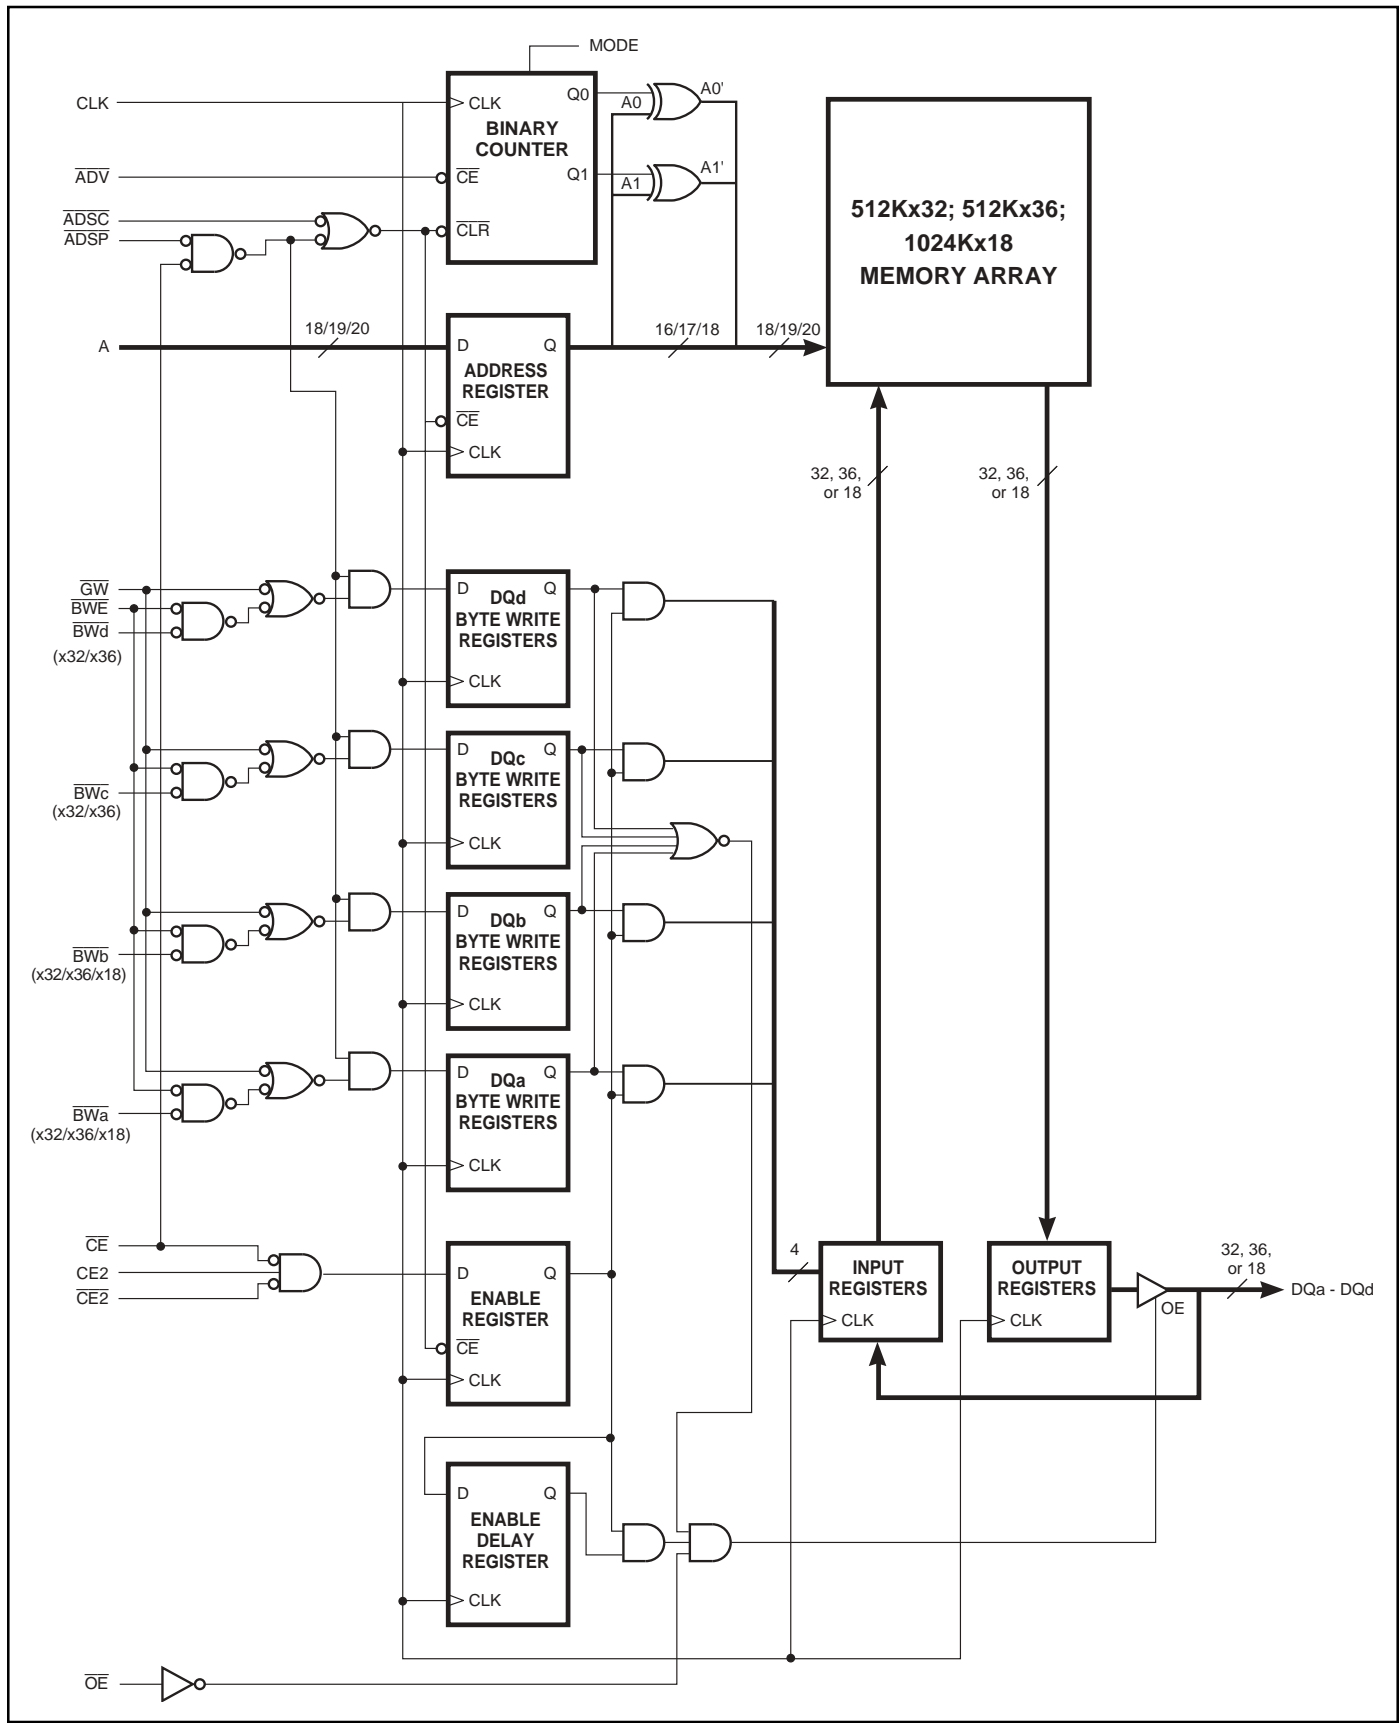 MODE
CLK
CLK
Q0
A0
A0'
BINARY
COUNTER
ADV
CE
Q1
A1
A1'
ADSC
ADSP
CLR
512Kx32; 512Kx36;
1024Kx18
MEMORY ARRAY
A
18/19/20
D
Q
16/17/18
18/19/20
ADDRESS
REGISTER
CE
CLK
32, 36,
or 18
32, 36,
or 18
GW
BWE
BWd
(x32/x36)
D
Q
DQd
BYTE WRITE
REGISTERS
CLK
BWc
(x32/x36)
D
Q
DQc
BYTE WRITE
REGISTERS
CLK
BWb
(x32/x36/x18)
D
Q
DQb
BYTE WRITE
REGISTERS
CLK
BWa
(x32/x36/x18)
D
Q
DQa
BYTE WRITE
REGISTERS
CLK
CE
CE2
CE2
D
Q
ENABLE
REGISTER
CE
CLK
4
INPUT
REGISTERS
CLK
OUTPUT
REGISTERS
CLK
OE
32, 36,
or 18
DQa - DQd
D
Q
ENABLE
DELAY
REGISTER
CLK
OE